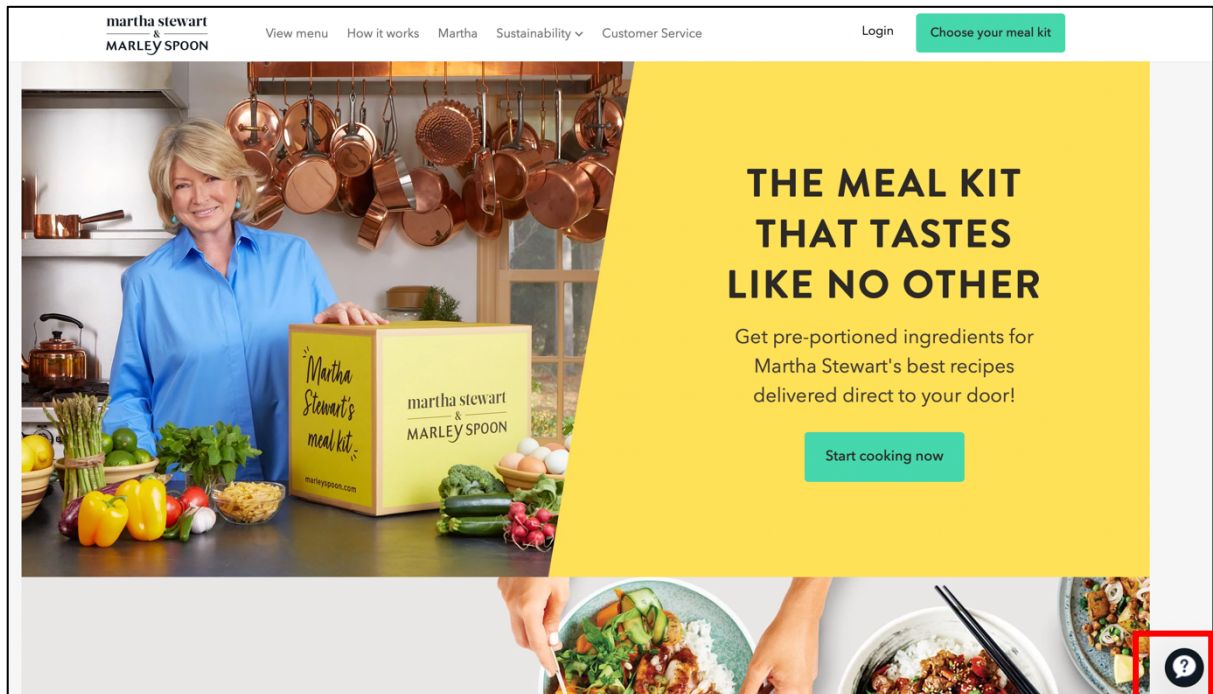 martha stewart
&
MARLEY SPOON
View menu
How it works
Martha
Sustainability
Customer Service
Login
Choose your meal kit
THE MEAL KIT
THAT TASTES
LIKE NO OTHER
Get pre-portioned ingredients for
Martha Stewart's best recipes
delivered direct to your door!
Start cooking now
Martha
Stewart's
meal kit
marleyspoon.com
martha stewart
&
MARLEY SPOON
?